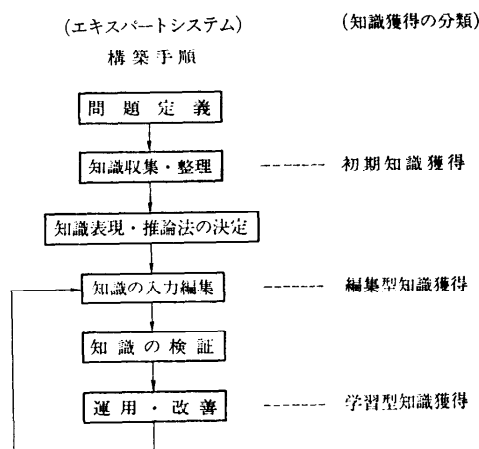 (エキスパートシステム) (知識獲得の分類)
構築手順
問題定義
知識収集・整理 初期知識獲得
知識表現・推論法の決定
知識の入力編集 編集型知識獲得
知識の検証
運用・改善 学習型知識獲得